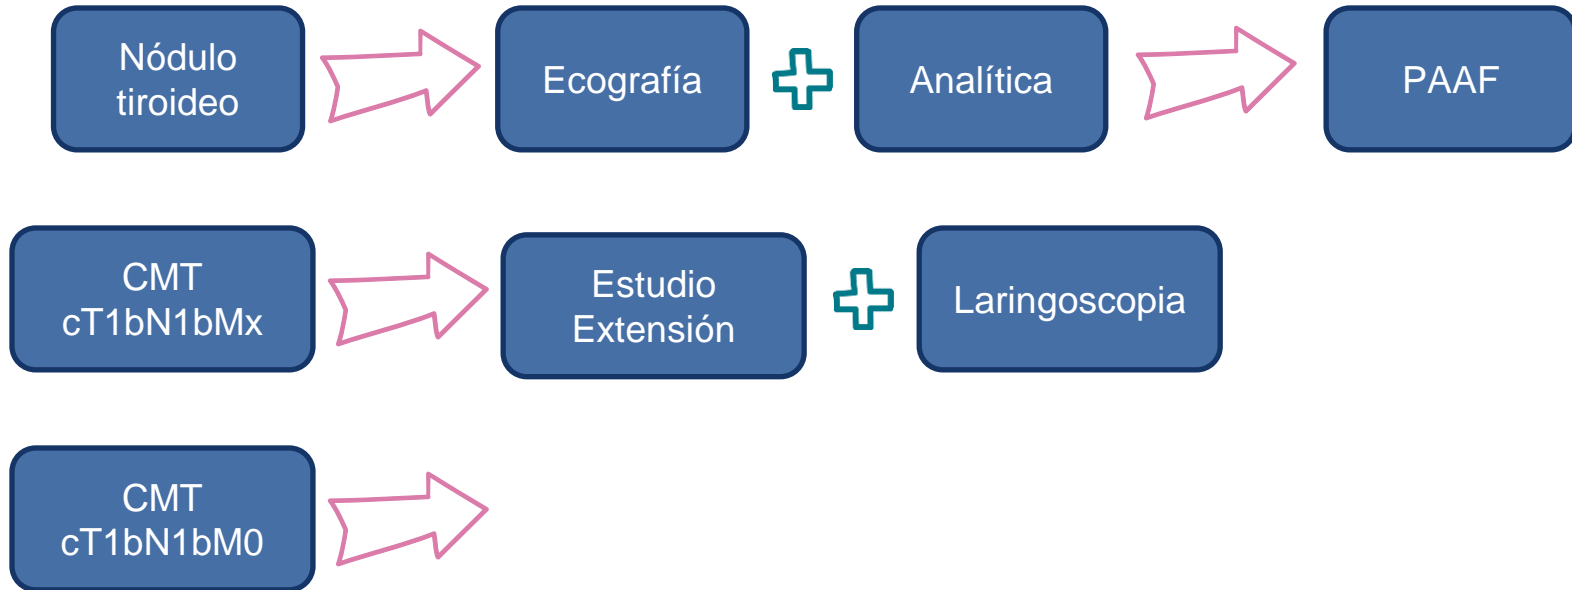 Nódulo
tiroideo
Ecografía
Analítica
PAAF
CMT
cT1bN1bMx
Estudio
Extensión
Laringoscopia
CMT
cT1bN1bM0